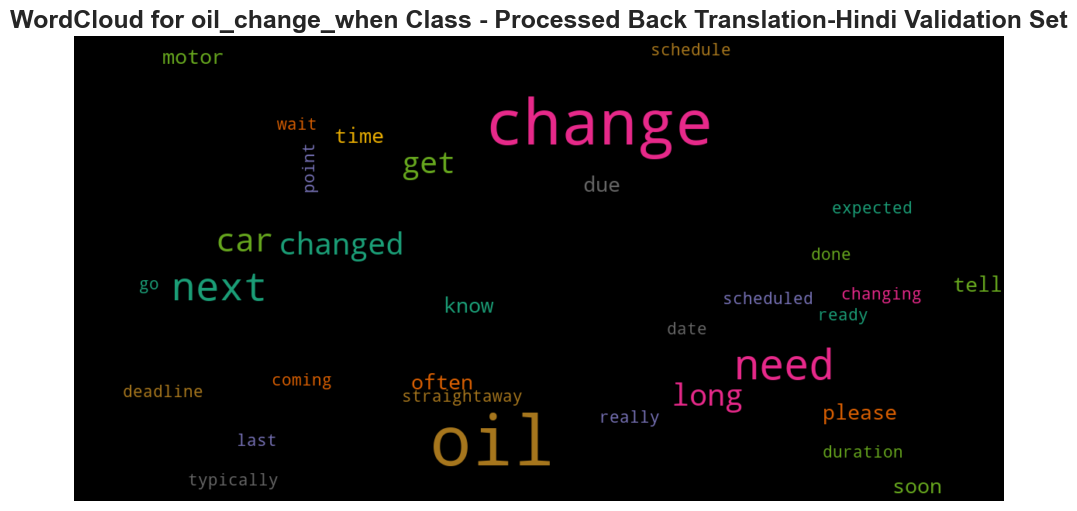 WordCloud for oil_change_when Class - Processed Back Translation-Hindi Validation Set
motor
schedule
change
wait
time
point
get
due
expected
car
changed
done
go
next
know
tell
scheduled
changing
ready
date
need
coming
often
deadline
straightaway
long
really
please
oil
last
duration
typically
soon